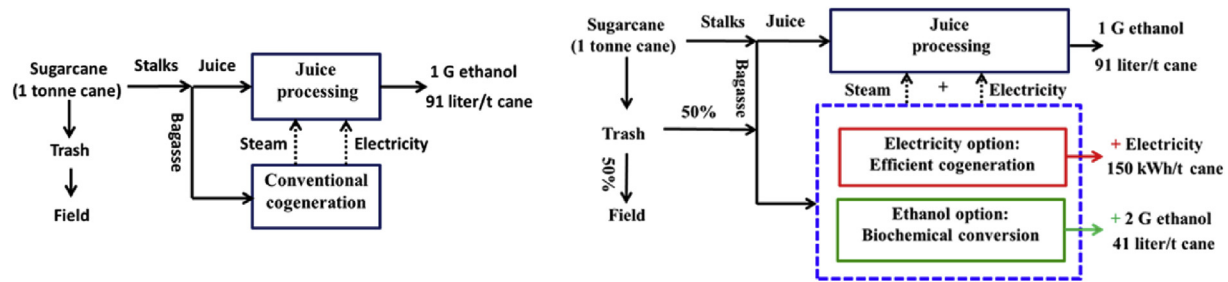 Sugarcane
(1 tonne cane)
Stalks
Juice
Juice
processing
1 G ethanol
91 liter/t cane
Bagasse
Trash
Steam
Electricity
Conventional
cogeneration
Field
Sugarcane
(1 tonne cane)
Stalks
Juice
Juice
processing
1 G ethanol
91 liter/t cane
Bagasse
Steam
+
Electricity
Trash
50%
50%
Field
Electricity option:
Efficient cogeneration
+ Electricity
150 kWh/t cane
Ethanol option:
Biochemical conversion
+ 2 G ethanol
41 liter/t cane